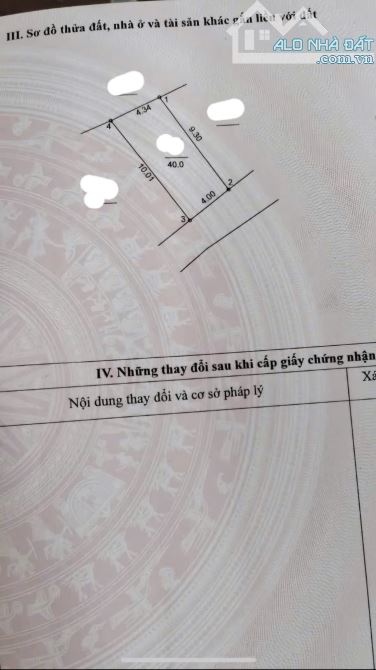 ALO NHÀ ĐẤT
.com.vn
III. Sơ đồ thửa đất, nhà ở và tài sản khác gắn liền với đất
1
4.34
4
9.30
40.0
10.01
2
4.00
3
IV. Những thay đổi sau khi cấp giấy chứng nhận
Nội dung thay đổi và cơ sở pháp lý
Xá